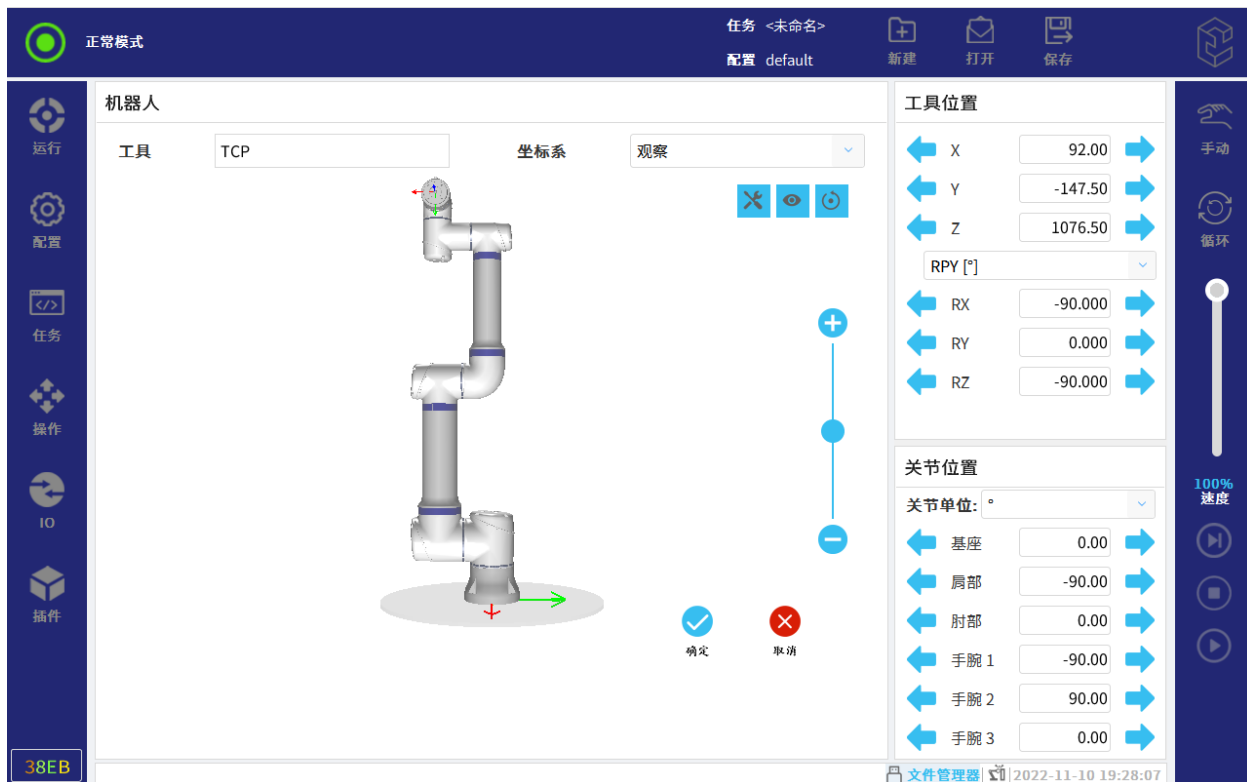 正常模式
任务 <未命名>
配置 default
新建
打开
保存
运行
配置
任务
操作
IO
插件
38EB
机器人
工具 TCP 坐标系 观察
确定
取消
工具位置
X 92.00
Y -147.50
Z 1076.50
RPY [°]
RX -90.000
RY 0.000
RZ -90.000
关节位置
关节单位: °
基座 0.00
肩部 -90.00
肘部 0.00
手腕 1 -90.00
手腕 2 90.00
手腕 3 0.00
手动
循环
100%
速度
文件管理器 2022-11-10 19:28:07